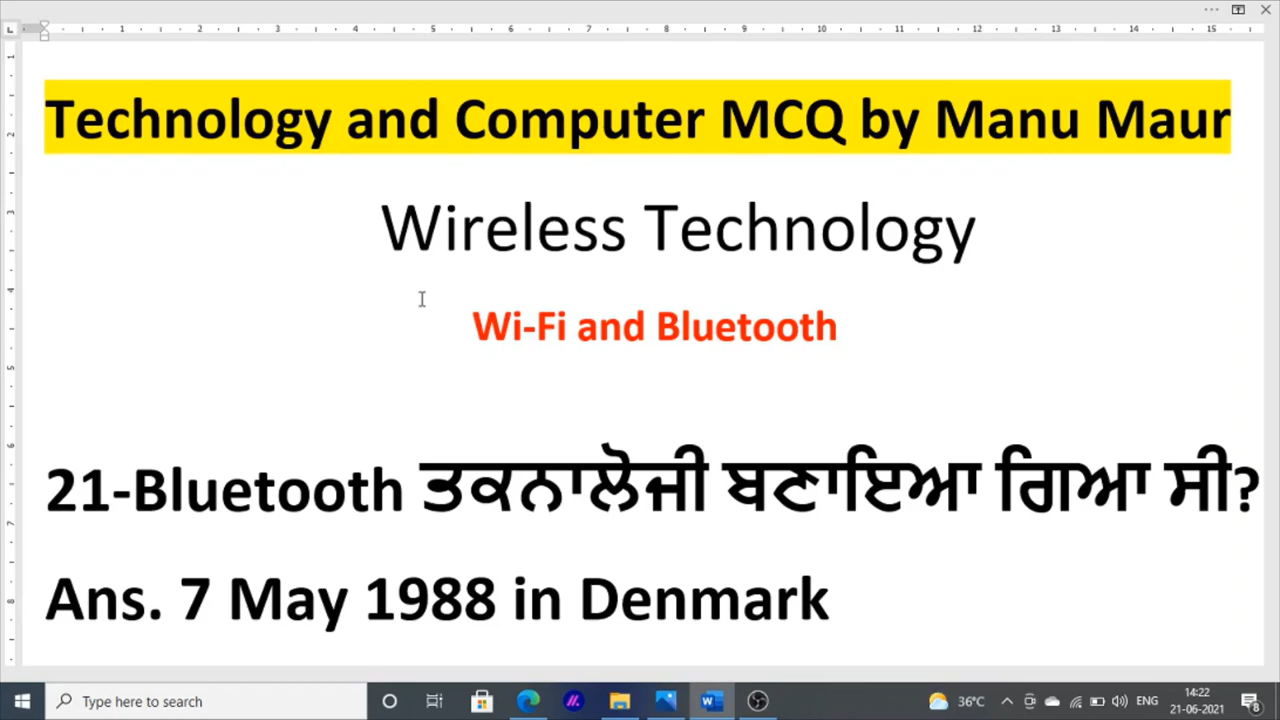 Technology and Computer MCQ by Manu Maur
Wireless Technology
Wi-Fi and Bluetooth
21-Bluetooth ਤਕਨਾਲੋਜੀ ਬਣਾਇਆ ਗਿਆ ਸੀ?
Ans. 7 May 1988 in Denmark
Type here to search
36°C
ENG
14:22
21-06-2021
8